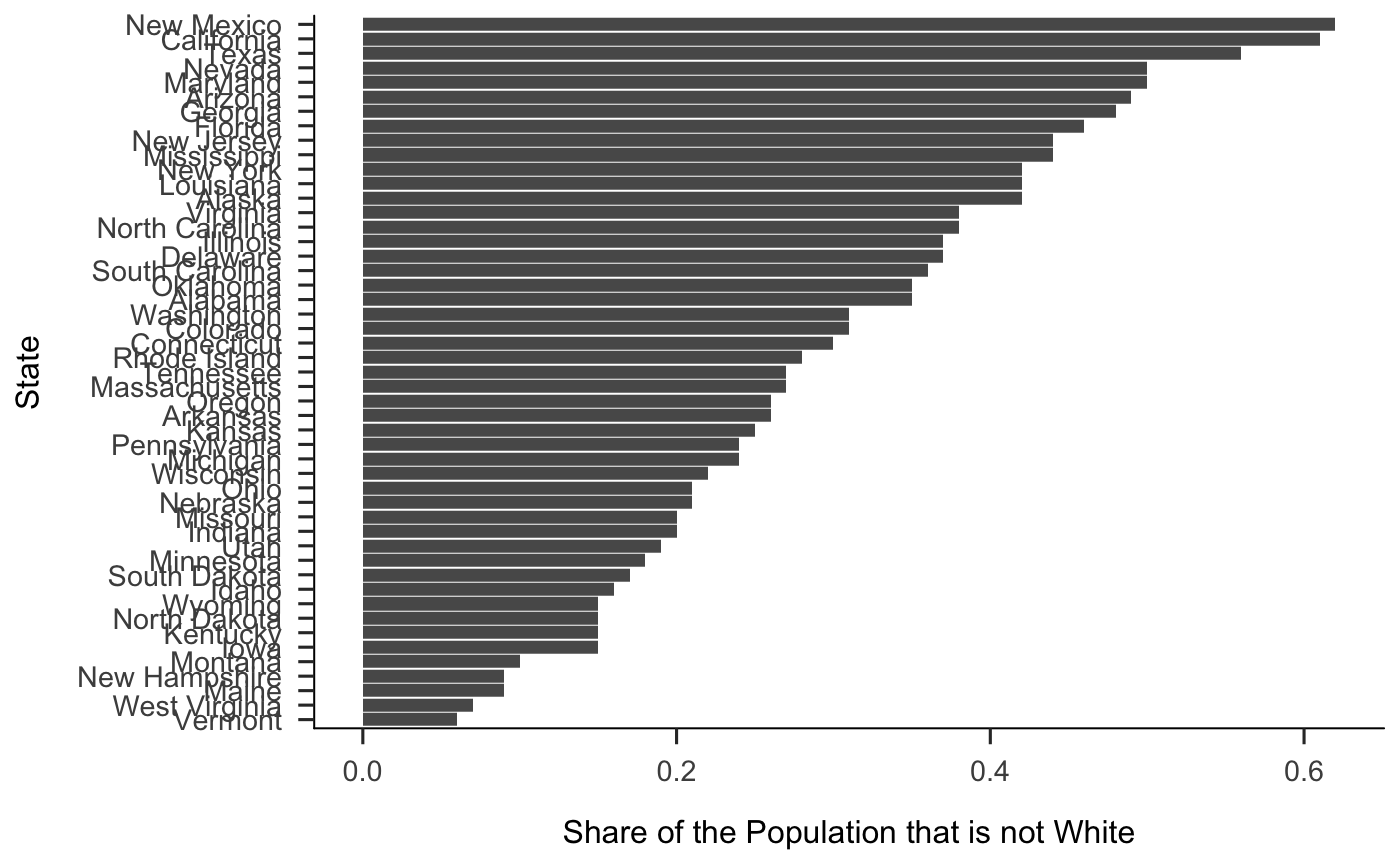 New Mexico
California
Texas
Nevada
Maryland
Arizona
Georgia
Florida
New Jersey
Mississippi
New York
Louisiana
Alaska
Virginia
North Carolina
Illinois
Delaware
South Carolina
Oklahoma
Alabama
Washington
Colorado
Connecticut
Rhode Island
Tennessee
Massachusetts
Oregon
Arkansas
Kansas
Pennsylvania
Michigan
Wisconsin
Ohio
Nebraska
Missouri
Indiana
Utah
Minnesota
South Dakota
Idaho
Wyoming
North Dakota
Kentucky
Iowa
Montana
New Hampshire
Maine
West Virginia
Vermont
State
0.0 0.2 0.4 0.6
Share of the Population that is not White